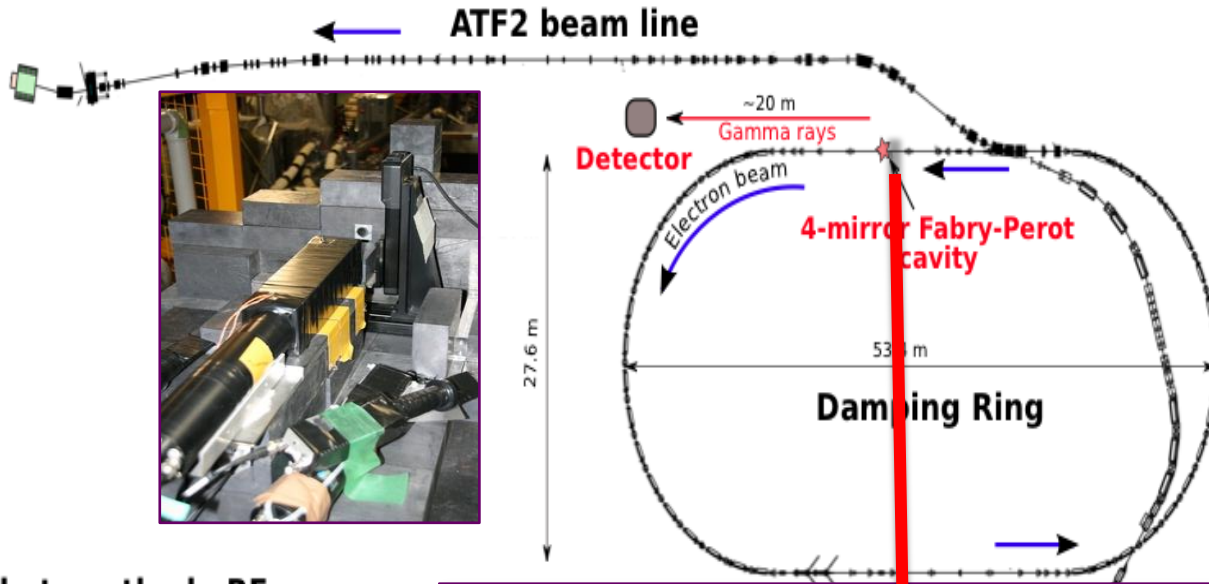 ATF2 beam line
~20 m
Gamma rays
Detector
Electron beam
4-mirror Fabry-Perot
cavity
27.6 m
m
Damping Ring